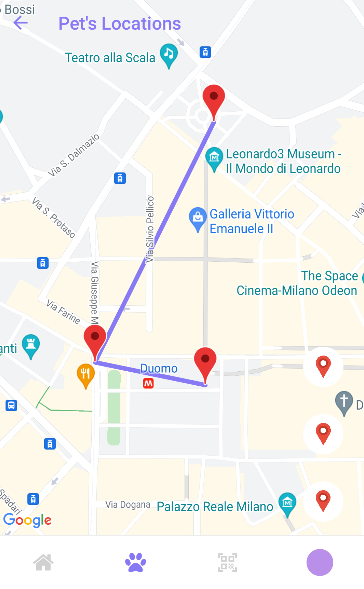 Bossi
Pet's Locations
Teatro alla Scala
Leonardo3 Museum -
Il Mondo di Leonardo
Via S. Dalmazio
Via S. Protaso
Via Silvio Pellico
Galleria Vittorio
Emanuele II
Via Giuseppe M
The Space
Cinema-Milano Odeon
Via Farine
anti
Duomo
M
D
Spadari
Via Dogana
Palazzo Reale Milano
Google